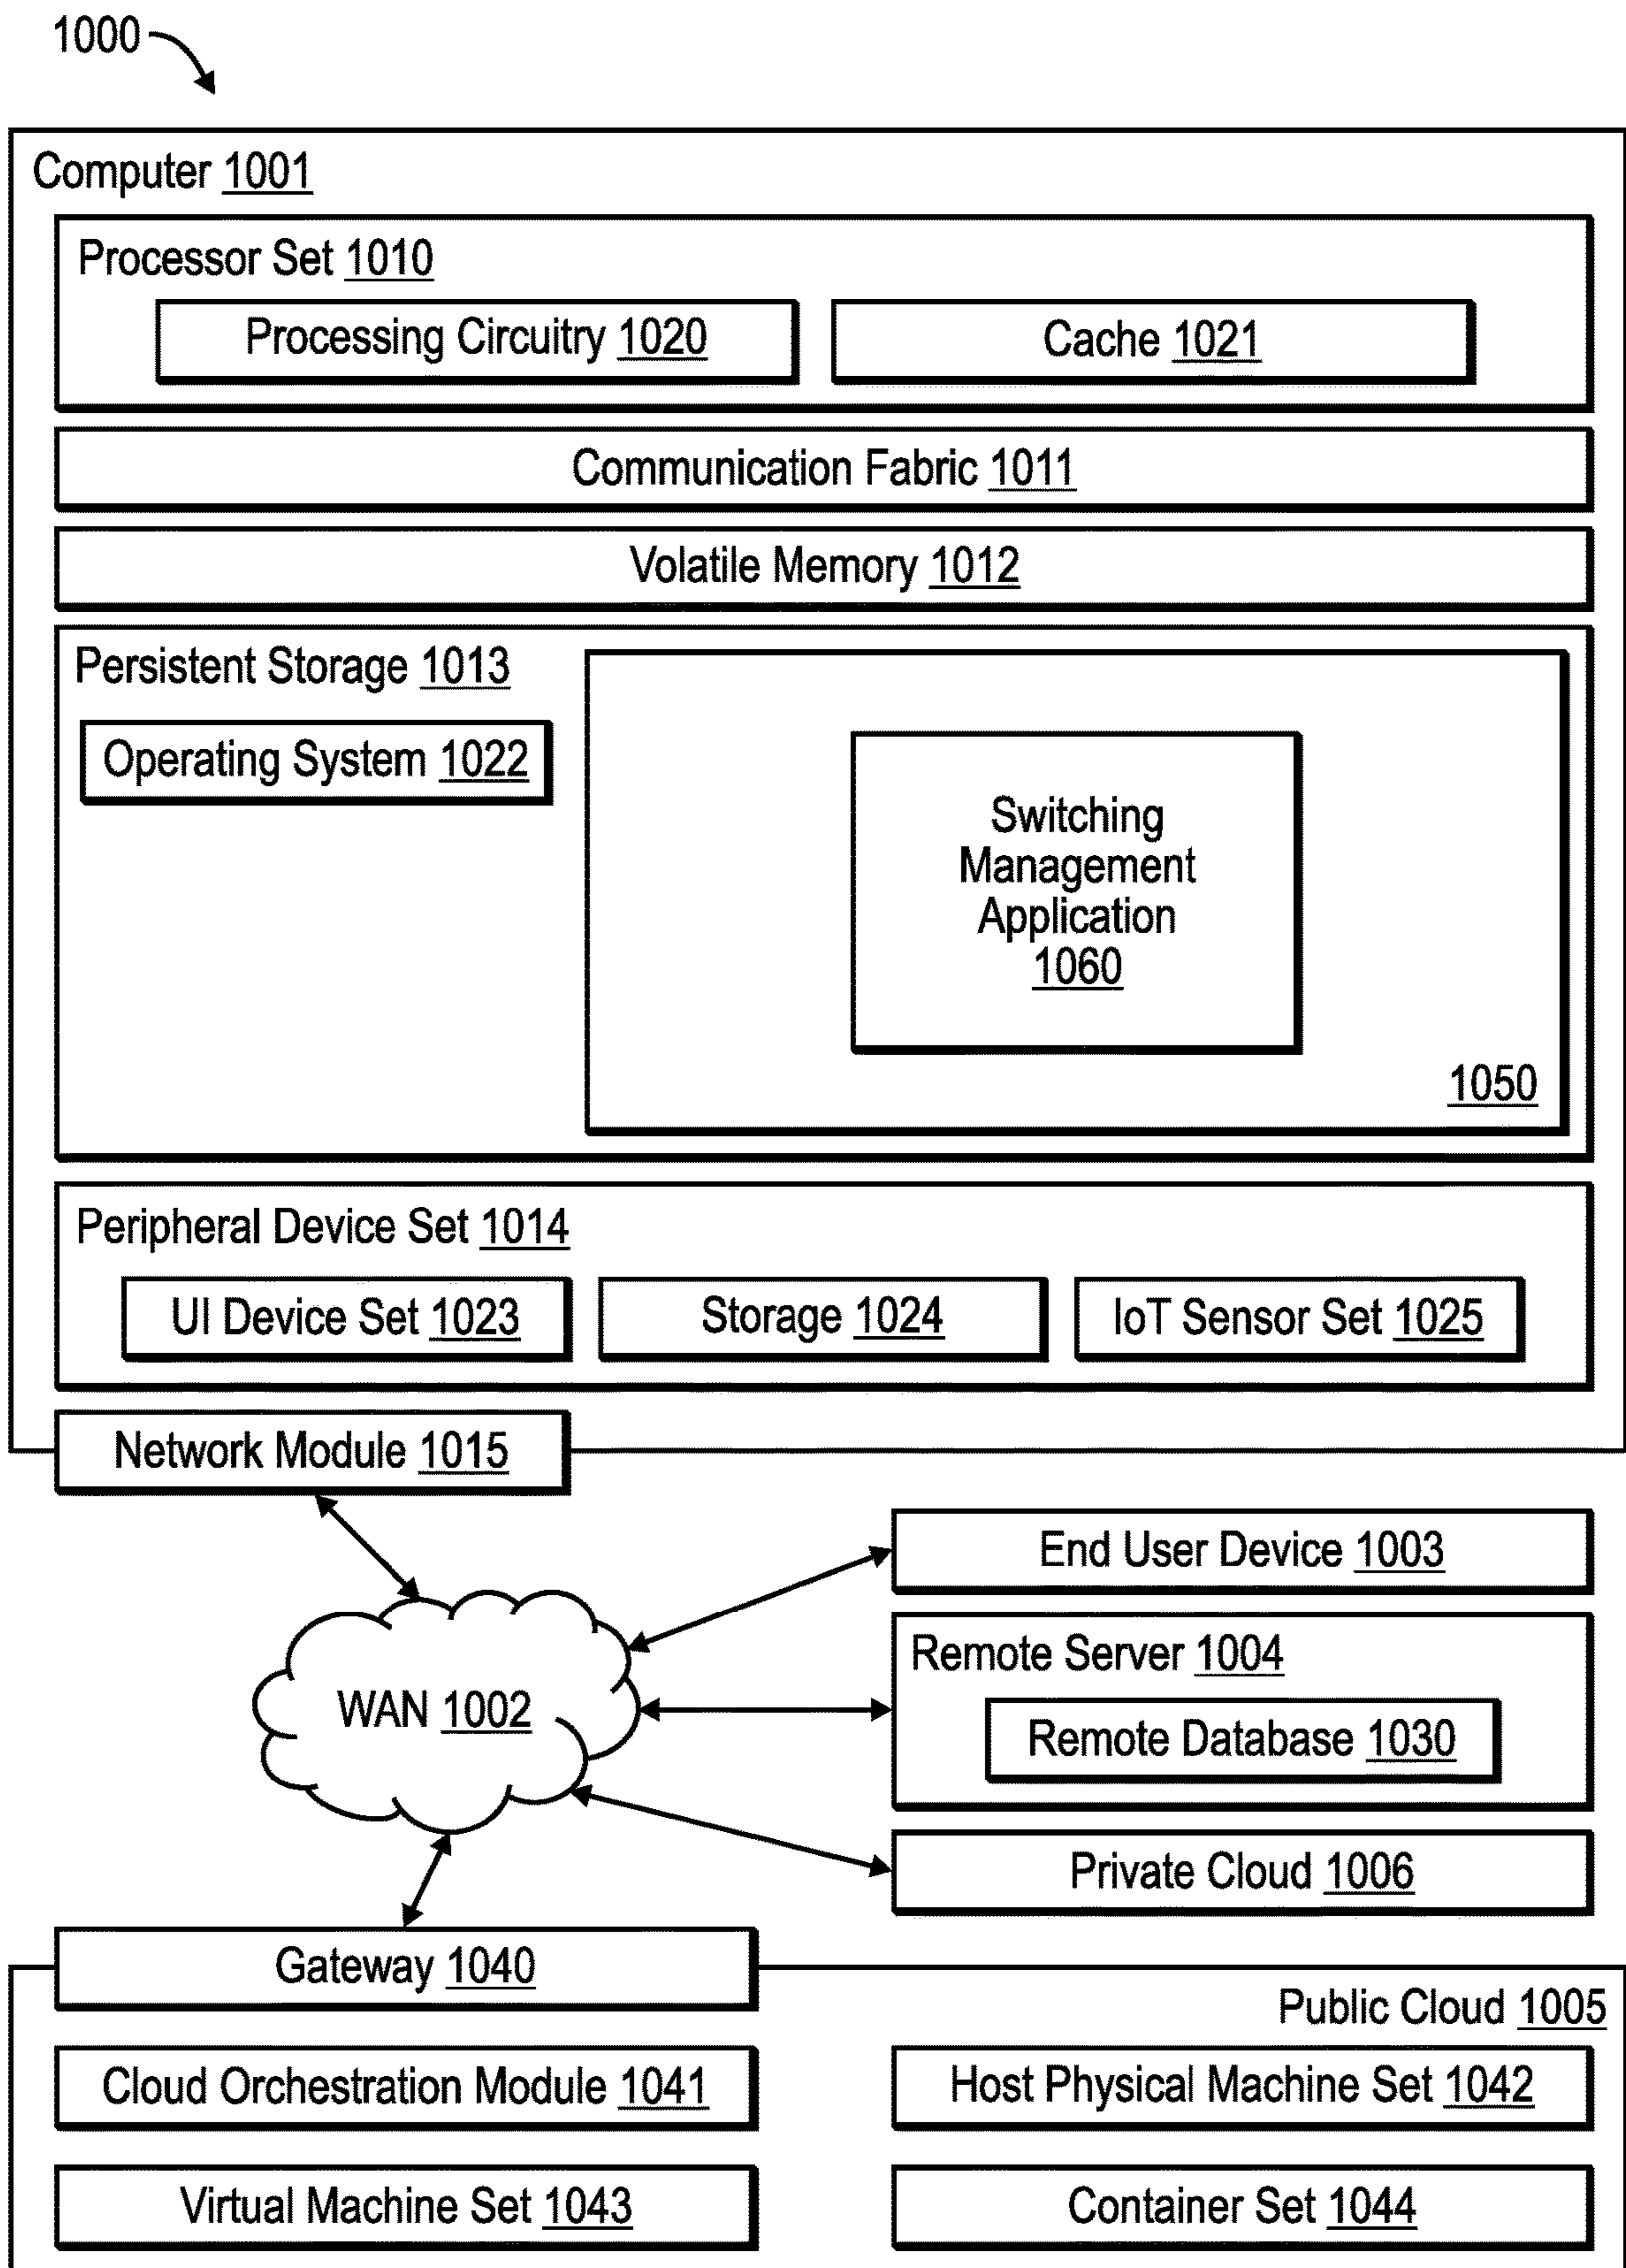 1000
Computer 1001
Processor Set 1010
Processing Circuitry 1020
Cache 1021
Communication Fabric 1011
Volatile Memory 1012
Persistent Storage 1013
Operating System 1022
Switching
Management
Application
1060
1050
Peripheral Device Set 1014
UI Device Set 1023
Storage 1024
IoT Sensor Set 1025
Network Module 1015
End User Device 1003
Remote Server 1004
WAN 1002
Remote Database 1030
Private Cloud 1006
Gateway 1040
Public Cloud 1005
Cloud Orchestration Module 1041
Host Physical Machine Set 1042
Virtual Machine Set 1043
Container Set 1044